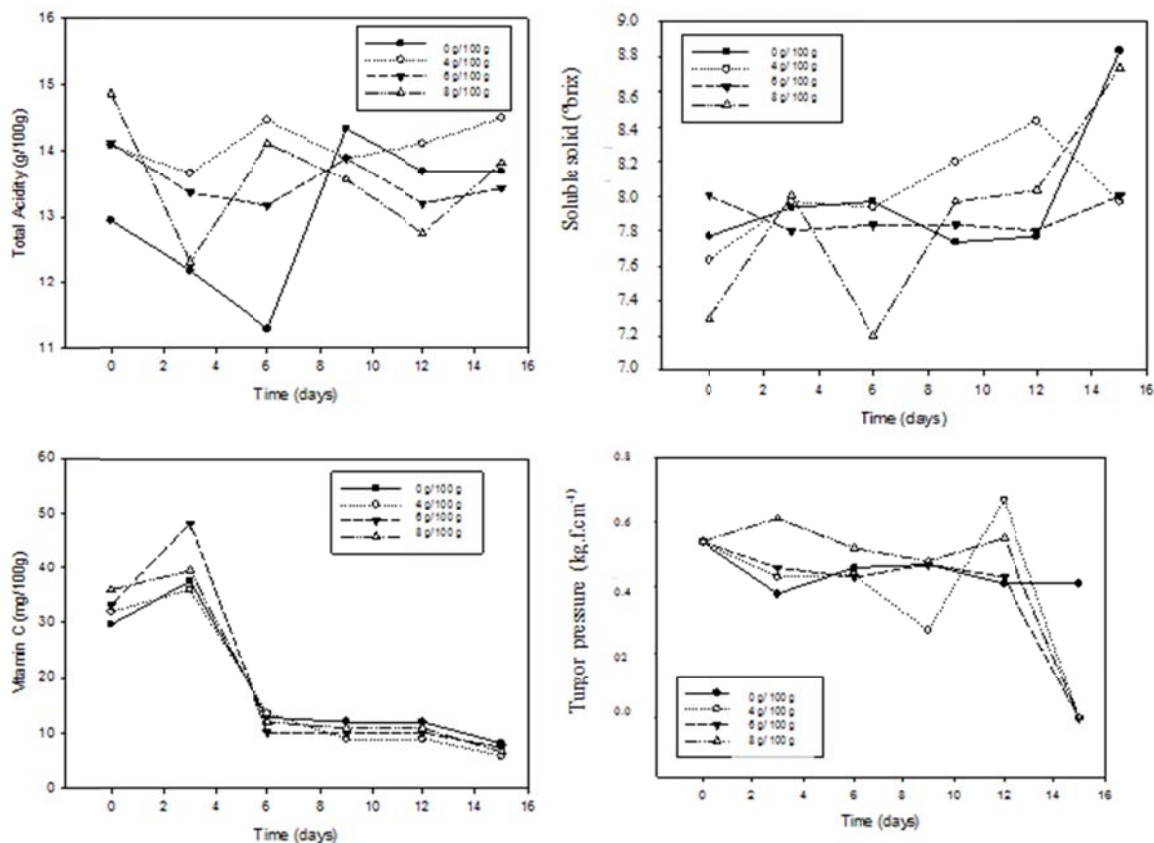 16
15
14
13
12
11
Total Acidity (g/100g)
0 g/100 g
4 g/100 g
6 g/100 g
8 g/100 g
0 2 4 6 8 10 12 14 16
Time (days)
9.0
8.8
8.6
8.4
8.2
8.0
7.8
7.6
7.4
7.2
7.0
Soluble solid (°brix)
0 g/ 100 g
4 g/ 100 g
6 g/ 100 g
8 g/ 100 g
0 2 4 6 8 10 12 14 16
Time (days)
60
50
40
30
20
10
0
Vitamin C (mg/100g)
0 g/100 g
4 g/100 g
6 g/100 g
8 g/100 g
0 2 4 6 8 10 12 14 16
Time (days)
0.8
0.6
0.4
02
0.0
Turgor pressure (kg.f.cm⁻¹)
0 g/ 100 g
4 g/ 100 g
6 g/ 100 g
8 g/ 100 g
0 2 4 6 8 10 12 14 16
Time (days)